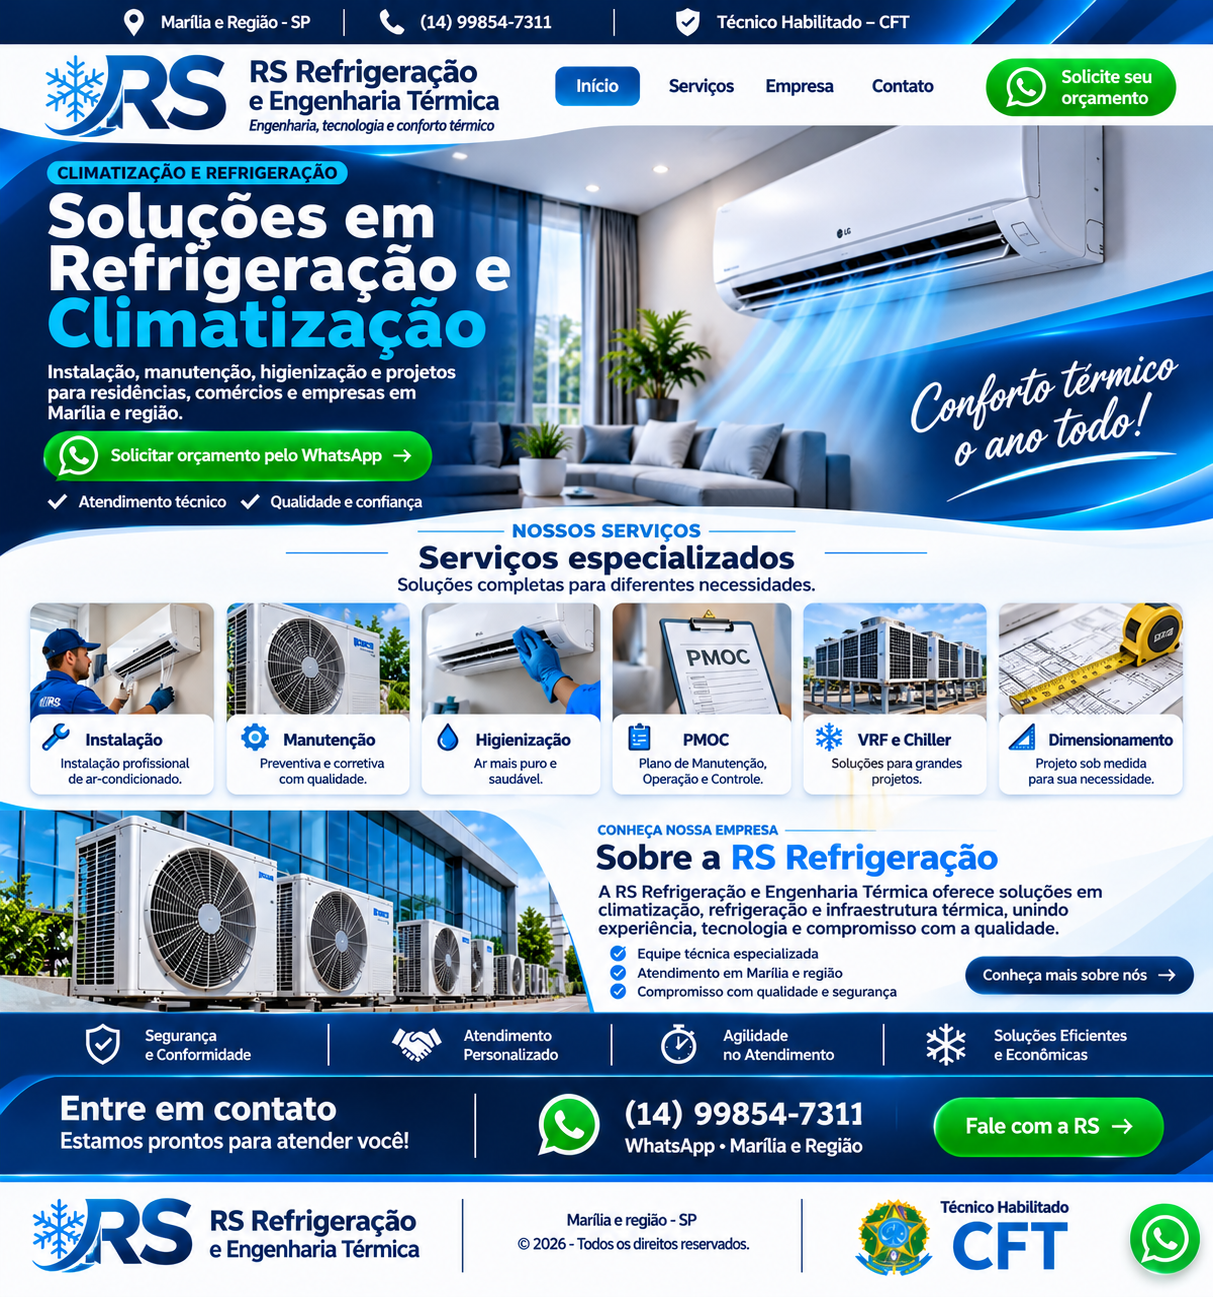 Marília e Região - SP
(14) 99854-7311
Técnico Habilitado – CFT
RS
RS Refrigeração
e Engenharia Térmica
Engenharia, tecnologia e conforto térmico
Início
Serviços
Empresa
Contato
Solicite seu
orçamento
CLIMATIZAÇÃO E REFRIGERAÇÃO
Soluções em
Refrigeração e
Climatização
Instalação, manutenção, higienização e projetos
para residências, comércios e empresas em
Marília e região.
Solicitar orçamento pelo WhatsApp
Atendimento técnico
Qualidade e confiança
LG
Conforto térmico
o ano todo!
NOSSOS SERVIÇOS
Serviços especializados
Soluções completas para diferentes necessidades.
RS
PMOC
Instalação
Instalação profissional
de ar-condicionado.
Manutenção
Preventiva e corretiva
com qualidade.
Higienização
Ar mais puro e
saudável.
PMOC
Plano de Manutenção,
Operação e Controle.
VRF e Chiller
Soluções para grandes
projetos.
Dimensionamento
Projeto sob medida
para sua necessidade.
CONHEÇA NOSSA EMPRESA
Sobre a RS Refrigeração
A RS Refrigeração e Engenharia Térmica oferece soluções em
climatização, refrigeração e infraestrutura térmica, unindo
experiência, tecnologia e compromisso com a qualidade.
Equipe técnica especializada
Atendimento em Marília e região
Compromisso com qualidade e segurança
Conheça mais sobre nós
Segurança
e Conformidade
Atendimento
Personalizado
Agilidade
no Atendimento
Soluções Eficientes
e Econômicas
Entre em contato
Estamos prontos para atender você!
(14) 99854-7311
WhatsApp • Marília e Região
Fale com a RS
RS
RS Refrigeração
e Engenharia Térmica
Marília e região - SP
© 2026 - Todos os direitos reservados.
Técnico Habilitado
CFT